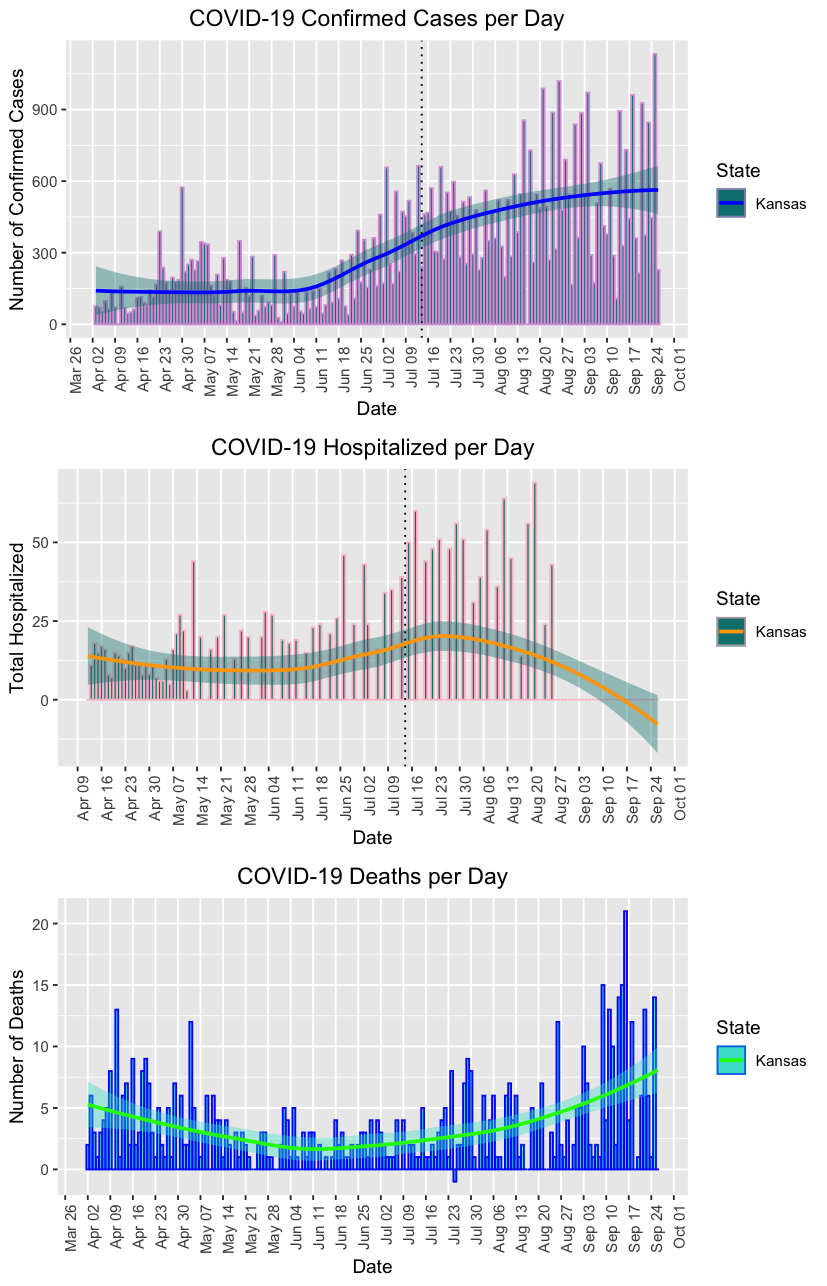 COVID-19 Confirmed Cases per Day
Number of Confirmed Cases
900
600
300
0
Mar 26
Apr 02
Apr 09
Apr 16
Apr 23
Apr 30
May 07
May 14
May 21
May 28
Jun 04
Jun 11
Jun 18
Jun 25
Jul 02
Jul 09
Jul 16
Jul 23
Jul 30
Aug 06
Aug 13
Aug 20
Aug 27
Sep 03
Sep 10
Sep 17
Sep 24
Oct 01
Date
State
Kansas
COVID-19 Hospitalized per Day
Total Hospitalized
50
25
0
Apr 09
Apr 16
Apr 23
Apr 30
May 07
May 14
May 21
May 28
Jun 04
Jun 11
Jun 18
Jun 25
Jul 02
Jul 09
Jul 16
Jul 23
Jul 30
Aug 06
Aug 13
Aug 20
Aug 27
Sep 03
Sep 10
Sep 17
Sep 24
Oct 01
Date
State
Kansas
COVID-19 Deaths per Day
Number of Deaths
20
15
10
5
0
Mar 26
Apr 02
Apr 09
Apr 16
Apr 23
Apr 30
May 07
May 14
May 21
May 28
Jun 04
Jun 11
Jun 18
Jun 25
Jul 02
Jul 09
Jul 16
Jul 23
Jul 30
Aug 06
Aug 13
Aug 20
Aug 27
Sep 03
Sep 10
Sep 17
Sep 24
Oct 01
Date
State
Kansas